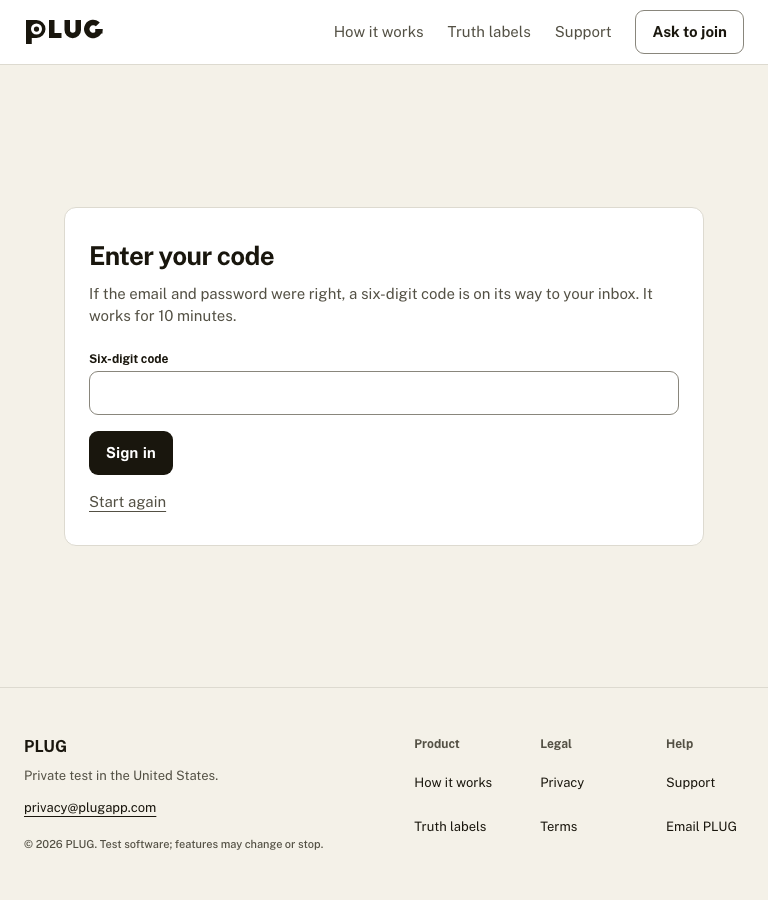 PLUG
How it works
Truth labels
Support
Ask to join
Enter your code
If the email and password were right, a six-digit code is on its way to your inbox. It
works for 10 minutes.
Six-digit code
Sign in
Start again
PLUG
Private test in the United States.
privacy@plugapp.com
© 2026 PLUG. Test software; features may change or stop.
Product
How it works
Truth labels
Legal
Privacy
Terms
Help
Support
Email PLUG